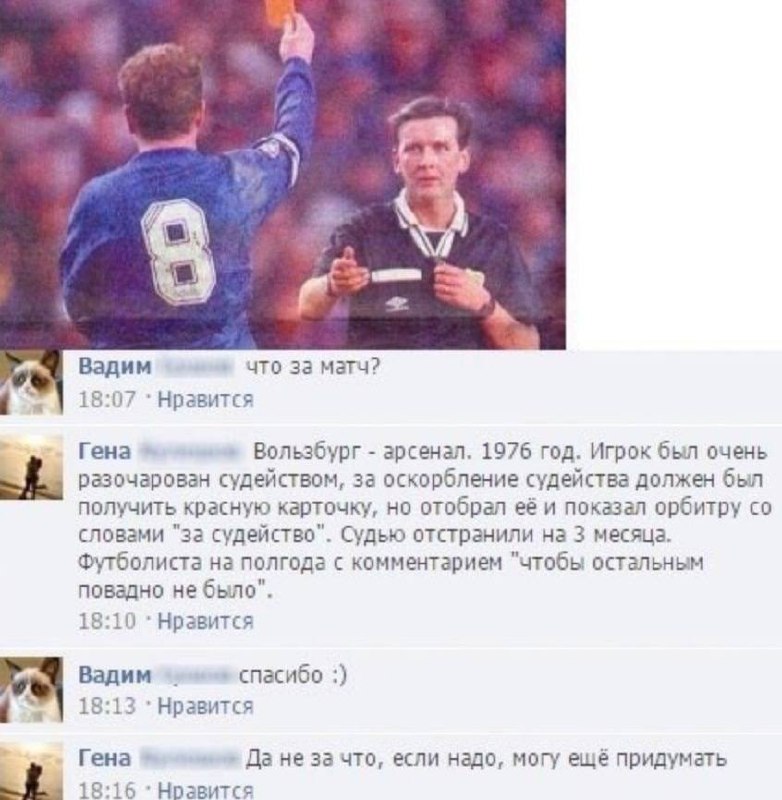 8
Вадим что за матч?
18:07 · Нравится
Гена Вользбург - арсенал. 1976 год. Игрок был очень
разочарован судейством, за оскорбление судейства должен был
получить красную карточку, но отобрал её и показал орбитру со
словами "за судейство". Судью отстранили на 3 месяца.
Футболиста на полгода с комментарием "чтобы остальным
повадно не было".
18:10 · Нравится
Вадим спасибо :)
18:13 · Нравится
Гена Да не за что, если надо, могу ещё придумать
18:16 · Нравится